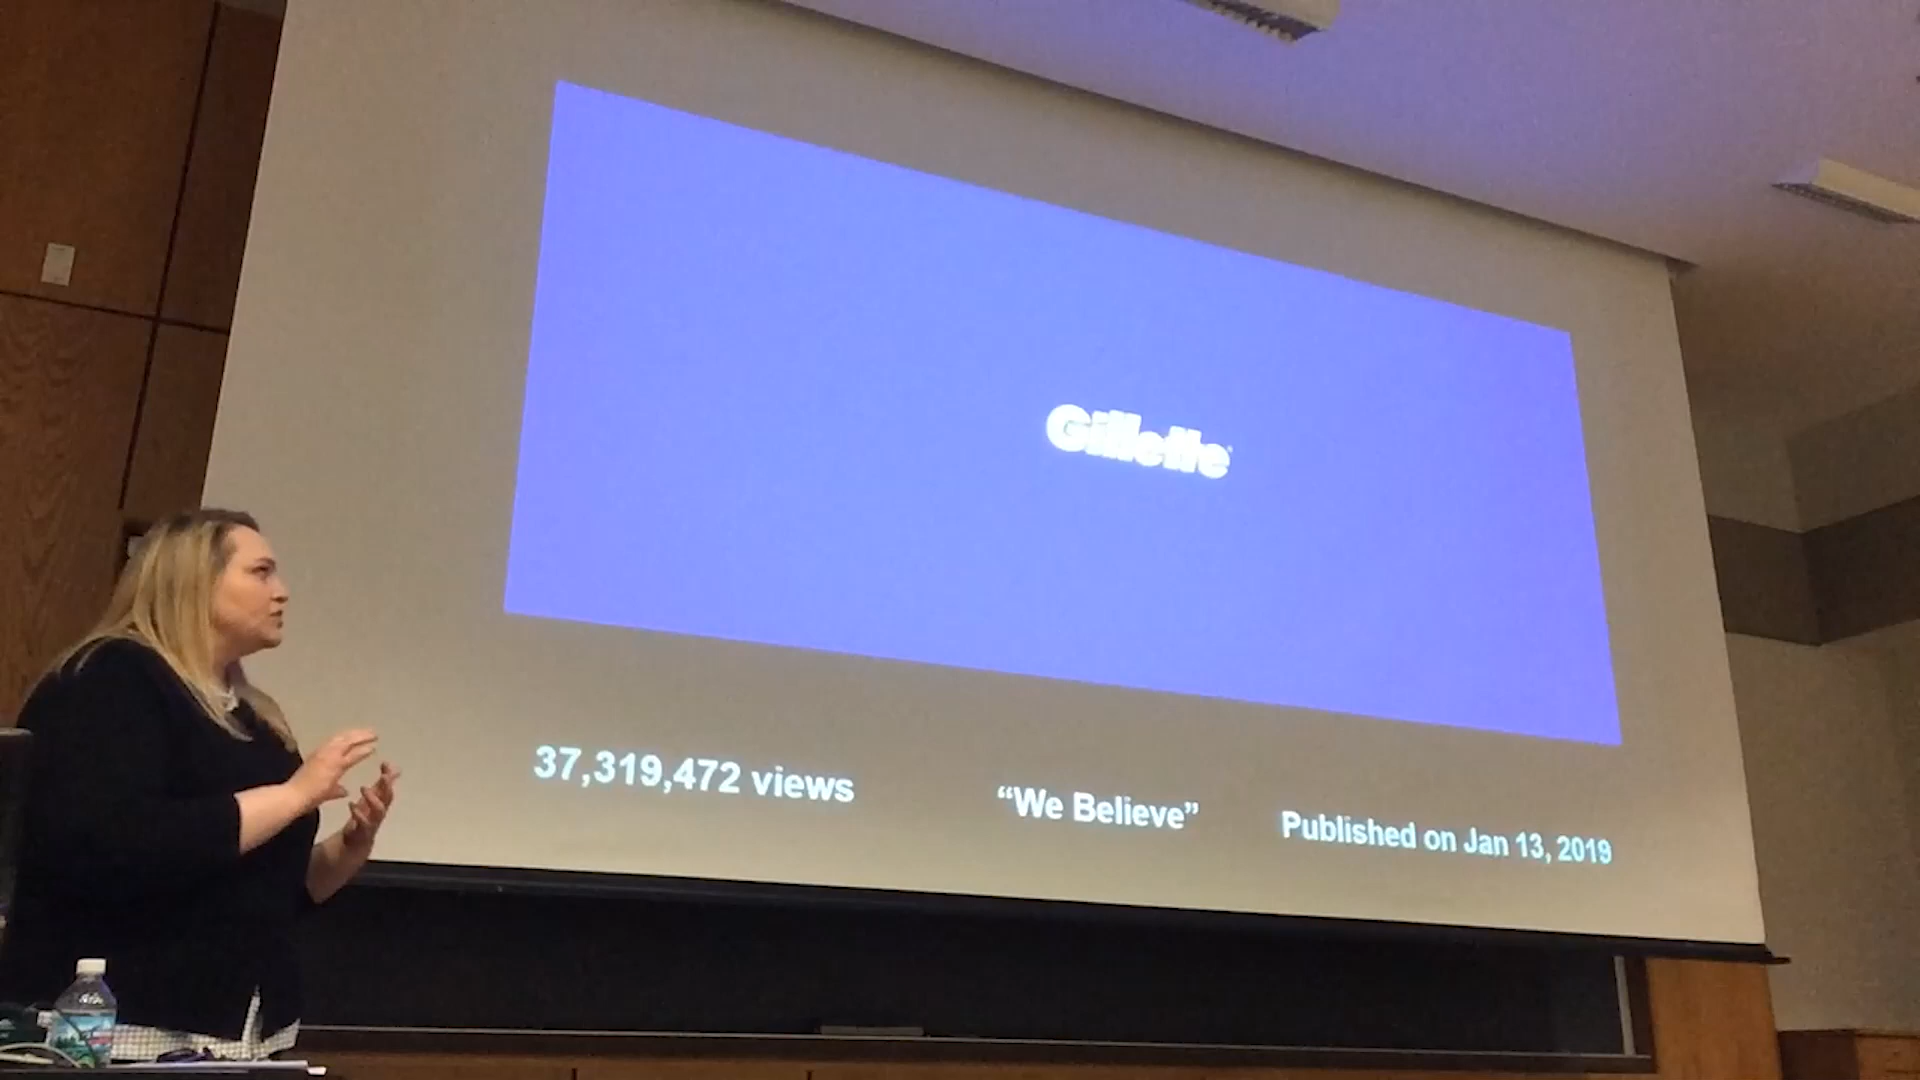 Gillette
37,319,472 views
“We Believe”
Published on Jan 13, 2019